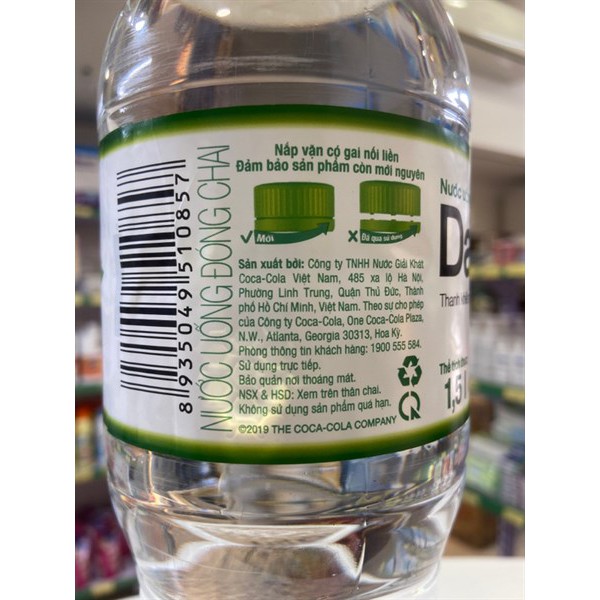 Nắp vặn có gai nối liền
Đảm bảo sản phẩm còn mới nguyên
Mới
Đã qua sử dụng
Sản xuất bởi: Công ty TNHH Nước Giải Khát
Coca-Cola Việt Nam, 485 xa lộ Hà Nội,
Phường Linh Trung, Quận Thủ Đức, Thành
phố Hồ Chí Minh, Việt Nam. Theo sự cho phép
của Công ty Coca-Cola, One Coca-Cola Plaza,
N.W., Atlanta, Georgia 30313, Hoa Kỳ.
Phòng thông tin khách hàng: 1900 555 584.
Sử dụng trực tiếp.
Bảo quản nơi thoáng mát.
NSX & HSD: Xem trên thân chai.
Không sử dụng sản phẩm quá hạn.
©2019 THE COCA-COLA COMPANY
NƯỚC UỐNG ĐÓNG CHAI
8 935049 510857
Nước
Da
Thanh
Thể tích
1,5